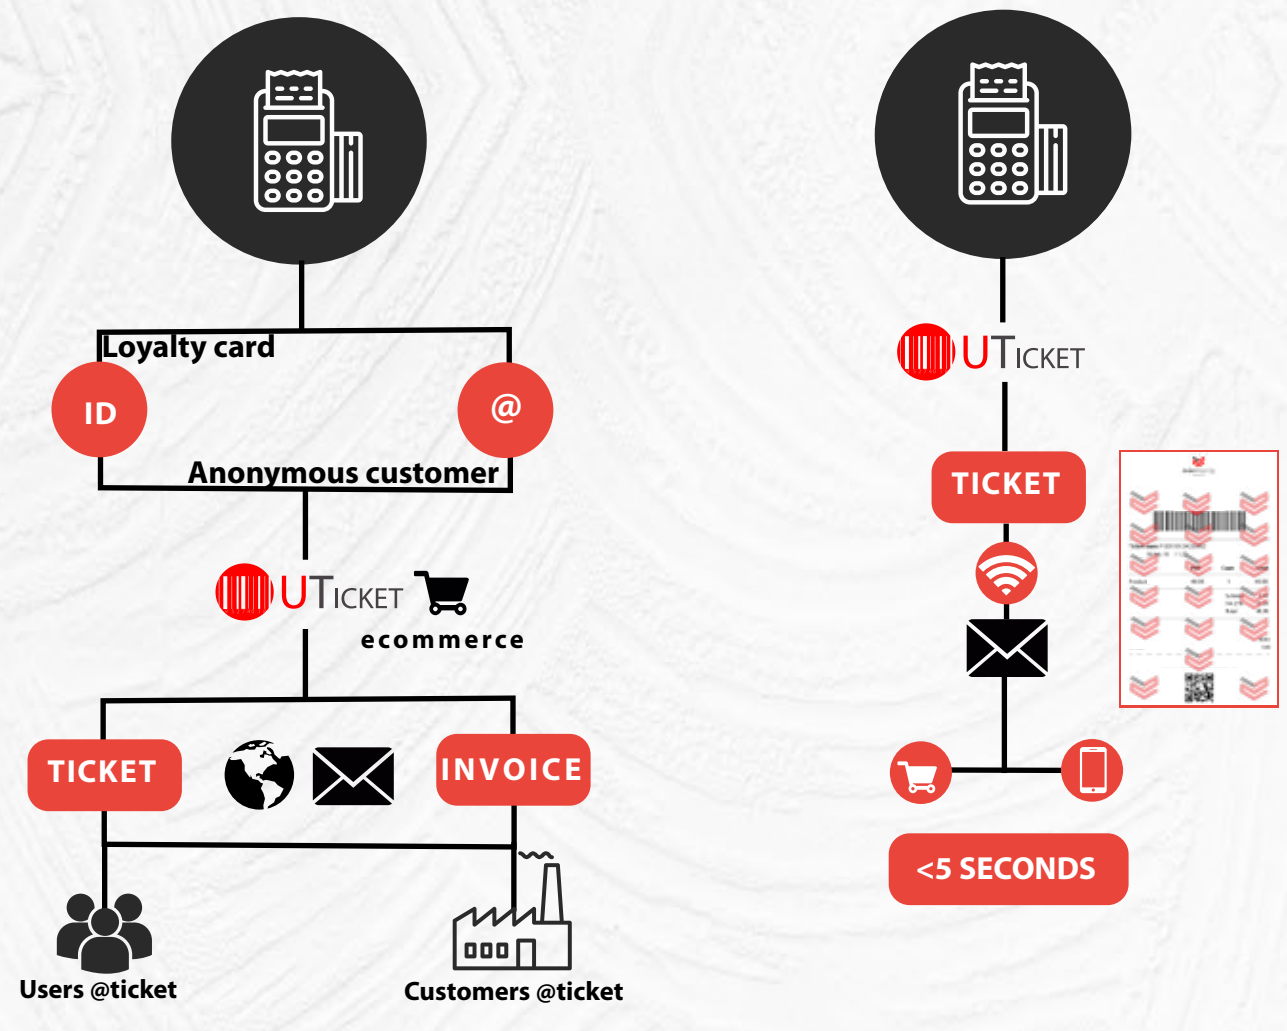 Loyalty card
ID
@
Anonymous customer
UTICKET
ecommerce
TICKET
INVOICE
Users @ticket
Customers @ticket
UTICKET
TICKET
<5 SECONDS